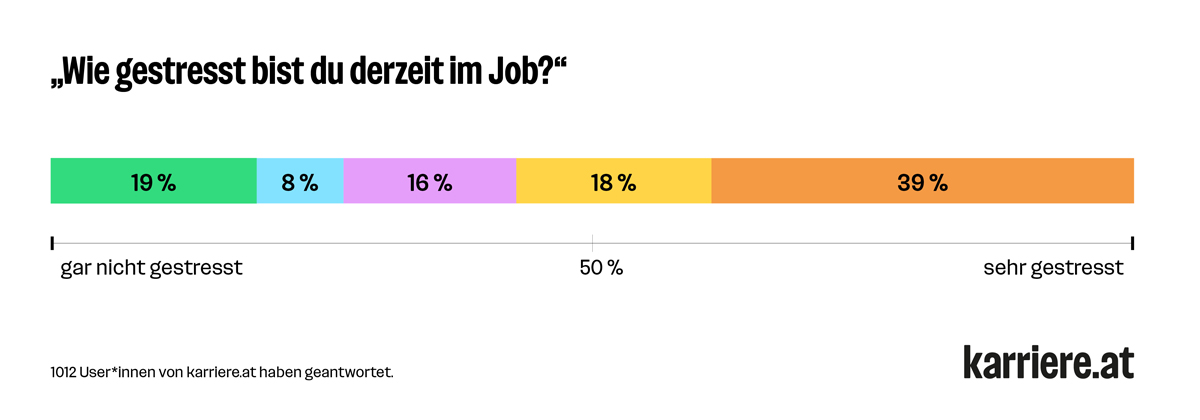 „Wie gestresst bist du derzeit im Job?“
19 % 8 % 16 % 18 % 39 %
gar nicht gestresst 50 % sehr gestresst
1012 User*innen von karriere.at haben geantwortet.
karriere.at